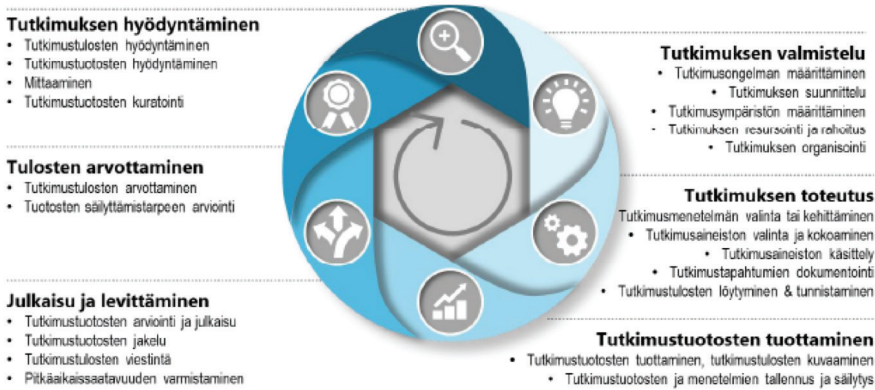 Tutkimuksen hyödyntäminen
• Tutkimustulosten hyödyntäminen
• Tutkimustuotosten hyödyntäminen
• Mittaaminen
• Tutkimustuotosten kuratointi
Tulosten arvottaminen
• Tutkimustulosten arvottaminen
• Tuotosten säilyttämistarpeen arviointi
Julkaisu ja levittäminen
• Tutkimustuotosten arviointi ja julkaisu
• Tutkimustuotosten jakelu
• Tutkimustulosten viestintä
• Pitkäaikaissaatavuuden varmistaminen
Tutkimuksen valmistelu
• Tutkimusongelman määrittäminen
• Tutkimuksen suunnittelu
• Tutkimusympäristön määrittäminen
- Tutkimuksen resursointi ja rahoitus
• Tutkimuksen organisointi
Tutkimuksen toteutus
Tutkimusmenetelmän valinta tai kehittäminen
• Tutkimusaineiston valinta ja kokoaminen
• Tutkimusaineiston käsittely
• Tutkimustapahtumien dokumentointi
• Tutkimustulosten löytyminen & tunnistaminen
Tutkimustuotosten tuottaminen
• Tutkimustuotosten tuottaminen, tutkimustulosten kuvaaminen
• Tutkimustuotosten ja menetelmien tallennus ja säilytys